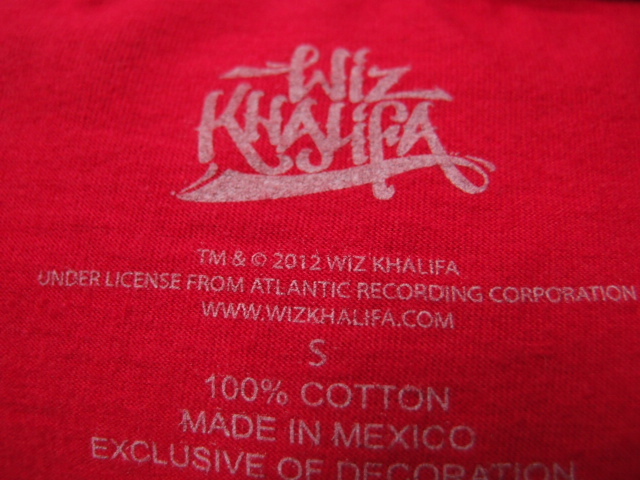 Wiz
KHALiFA
TM & © 2012 WIZ KHALIFA
UNDER LICENSE FROM ATLANTIC RECORDING CORPORATION
WWW.WIZKHALIFA.COM
S
100% COTTON
MADE IN MEXICO
EXCLUSIVE OF DECORATION